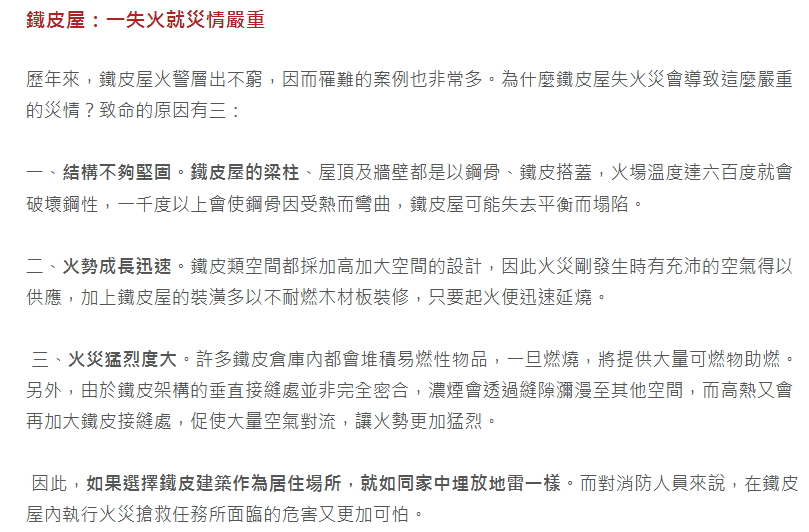 鐵皮屋：一失火就災情嚴重
歷年來，鐵皮屋火警層出不窮，因而罹難的案例也非常多。為什麼鐵皮屋失火災會導致這麼嚴重
的災情？致命的原因有三：
一、結構不夠堅固。鐵皮屋的梁柱、屋頂及牆壁都是以鋼骨、鐵皮搭蓋，火場溫度達六百度就會
破壞鋼性，一千度以上會使鋼骨因受熱而彎曲，鐵皮屋可能失去平衡而塌陷。
二、火勢成長迅速。鐵皮類空間都採加高加大空間的設計，因此火災剛發生時有充沛的空氣得以
供應，加上鐵皮屋的裝潢多以不耐燃木材板裝修，只要起火便迅速延燒。
三、火災猛烈度大。許多鐵皮倉庫內都會堆積易燃性物品，一旦燃燒，將提供大量可燃物助燃。
另外，由於鐵皮架構的垂直接縫處並非完全密合，濃煙會透過縫隙瀰漫至其他空間，而高熱又會
再加大鐵皮接縫處，促使大量空氣對流，讓火勢更加猛烈。
因此，如果選擇鐵皮建築作為居住場所，就如同家中埋放地雷一樣。而對消防人員來說，在鐵皮
屋內執行火災搶救任務所面臨的危害又更加可怕。